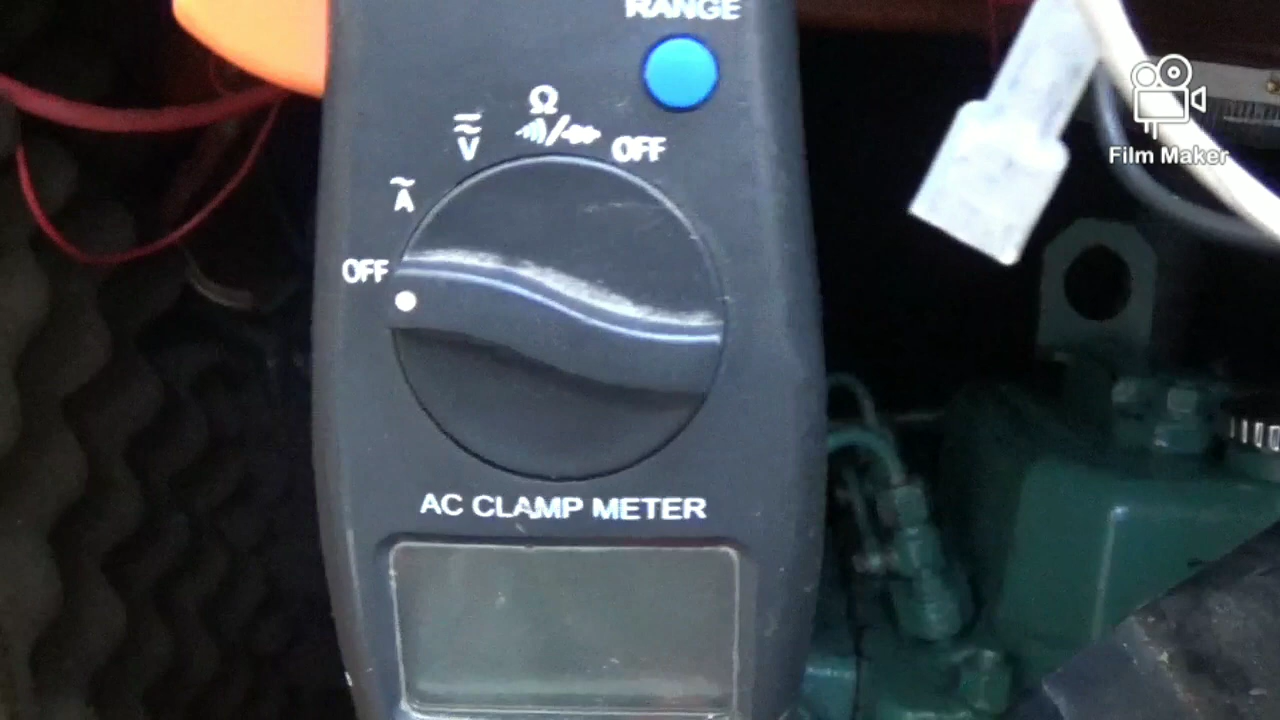 RANGE
Ω
V
OFF
A
OFF
AC CLAMP METER
Film Maker